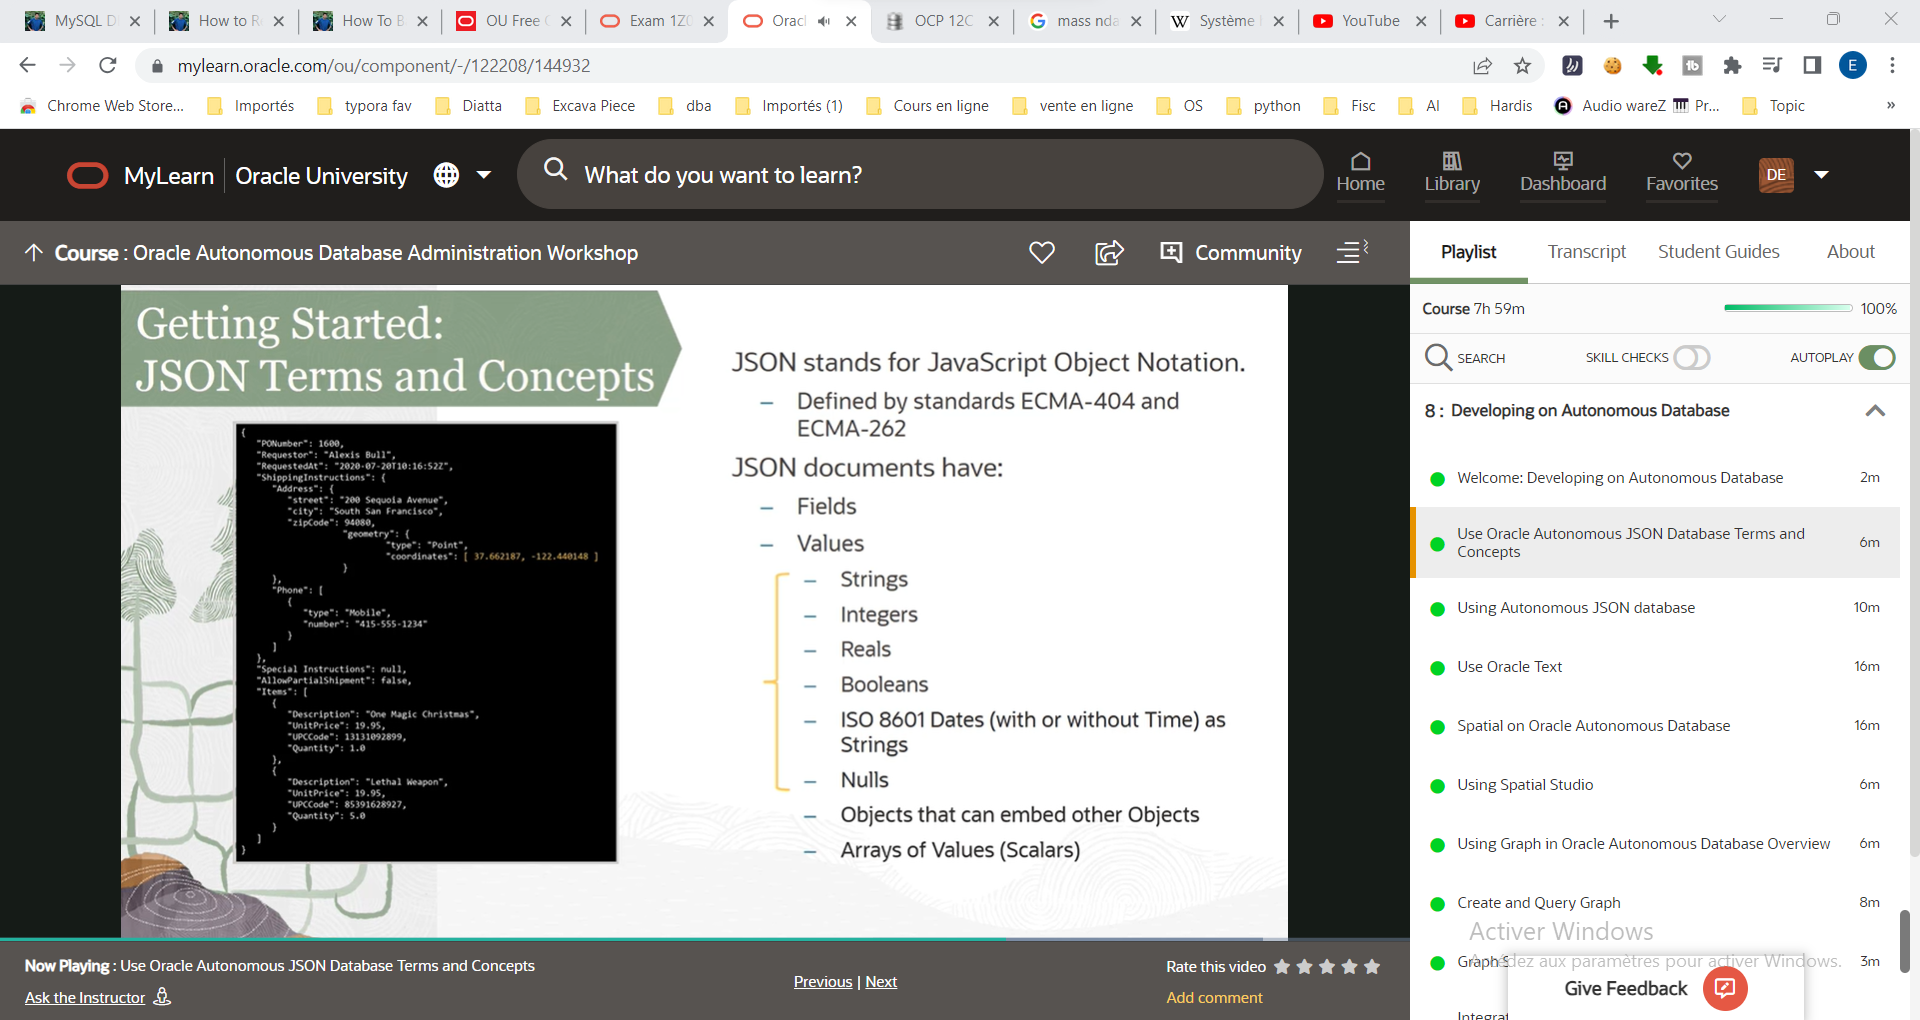 MySQL D
How to R
How To B
OU Free
Exam 1Z0
Orac
OCP 12C
mass nda
Système
YouTube
Carrière :
mylearn.oracle.com/ou/component/-/122208/144932
E
Chrome Web Store...
Importés
typora fav
Diatta
Excava Piece
dba
Importés (1)
Cours en ligne
vente en ligne
OS
python
Fisc
AI
Hardis
Audio wareZ
Pr...
Topic
»
MyLearn
Oracle University
What do you want to learn?
Home
Library
Dashboard
Favorites
DE
Course : Oracle Autonomous Database Administration Workshop
Community
Getting Started:
JSON Terms and Concepts
{
"PONumber": 1600,
"Requestor": "Alexis Bull",
"RequestedAt": "2020-07-20T10:16:52Z",
"ShippingInstructions": {
"Address": {
"street": "200 Sequoia Avenue",
"city": "South San Francisco",
"zipCode": 94080,
"geometry": {
"type": "Point",
"coordinates": [ 37.662187, -122.440148 ]
}
},
"Phone": [
{
"type": "Mobile",
"number": "415-555-1234"
}
]
},
"Special Instructions": null,
"AllowPartialShipment": false,
"Items": [
{
"Description": "One Magic Christmas",
"UnitPrice": 19.95,
"UPCCode": 13131092899,
"Quantity": 1.0
},
{
"Description": "Lethal Weapon",
"UnitPrice": 19.95,
"UPCCode": 85391628927,
"Quantity": 5.0
}
]
}
JSON stands for JavaScript Object Notation.
– Defined by standards ECMA-404 and
ECMA-262
JSON documents have:
– Fields
– Values
– Strings
– Integers
– Reals
– Booleans
– ISO 8601 Dates (with or without Time) as
Strings
– Nulls
– Objects that can embed other Objects
– Arrays of Values (Scalars)
Now Playing : Use Oracle Autonomous JSON Database Terms and Concepts
Ask the Instructor
Previous | Next
Rate this video
Add comment
Playlist
Transcript
Student Guides
About
Course 7h 59m
100%
SEARCH
SKILL CHECKS
AUTOPLAY
8 : Developing on Autonomous Database
Welcome: Developing on Autonomous Database
2m
Use Oracle Autonomous JSON Database Terms and
Concepts
6m
Using Autonomous JSON database
10m
Use Oracle Text
16m
Spatial on Oracle Autonomous Database
16m
Using Spatial Studio
6m
Using Graph in Oracle Autonomous Database Overview
6m
Create and Query Graph
8m
Activer Windows
Graph S
aux paramètres pour activer Windows.
3m
Give Feedback